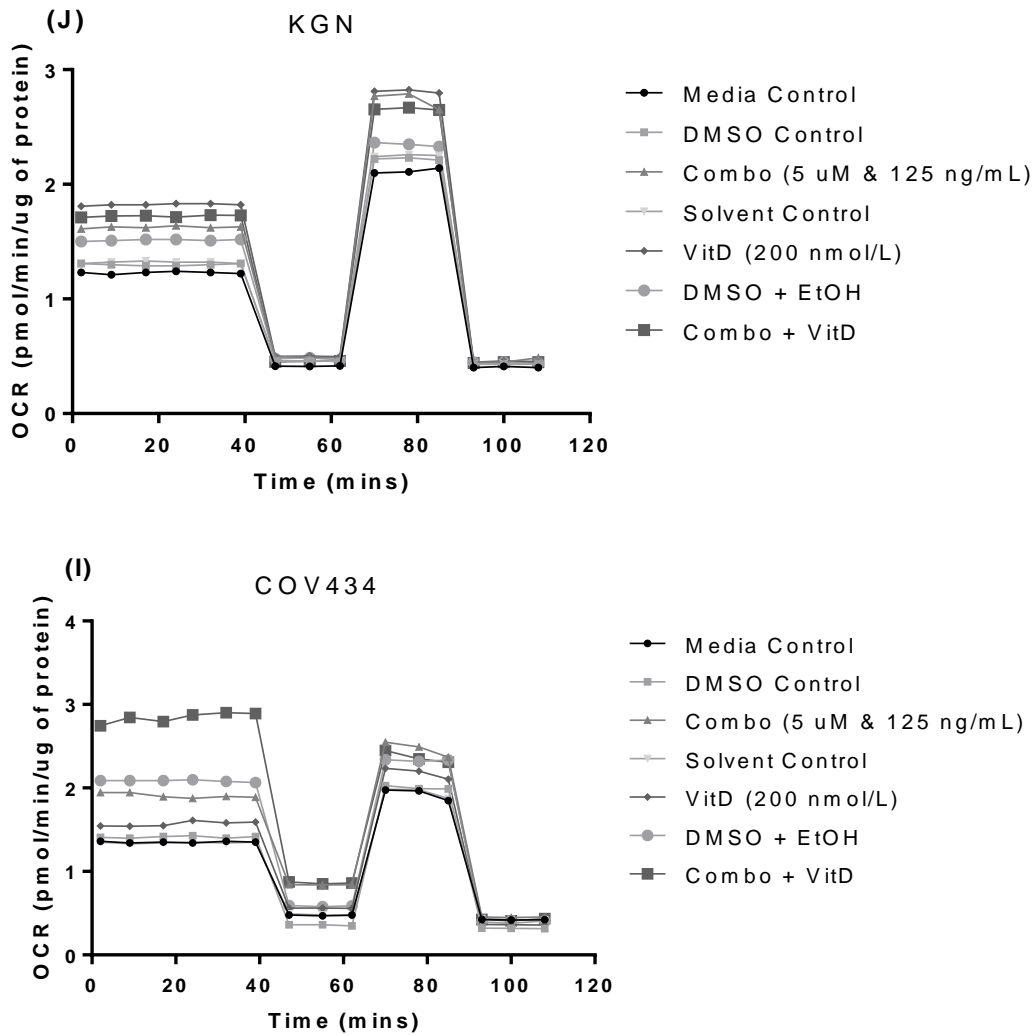 (J)
KGN
OCR (pmol/min/ug of protein)
3
2
1
0
0 20 40 60 80 100 120
Time (mins)
Media Control
DMSO Control
Combo (5 uM & 125 ng/mL)
Solvent Control
VitD (200 nmol/L)
DMSO + EtOH
Combo + VitD
(I)
COV434
OCR (pmol/min/ug of protein)
4
3
2
1
0
0 20 40 60 80 100 120
Time (mins)
Media Control
DMSO Control
Combo (5 uM & 125 ng/mL)
Solvent Control
VitD (200 nmol/L)
DMSO + EtOH
Combo + VitD